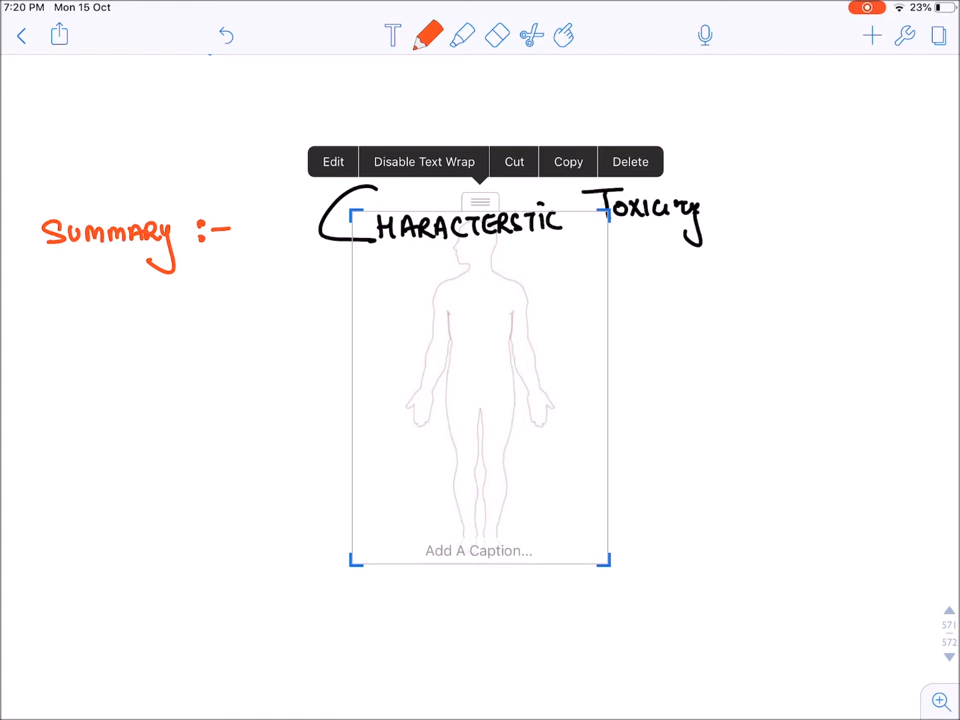 7:20 PM Mon 15 Oct 23%
T
Edit Disable Text Wrap Cut Copy Delete
SUMMARY :- CHARACTERSTIC TOXICITY
Add A Caption...
571
572